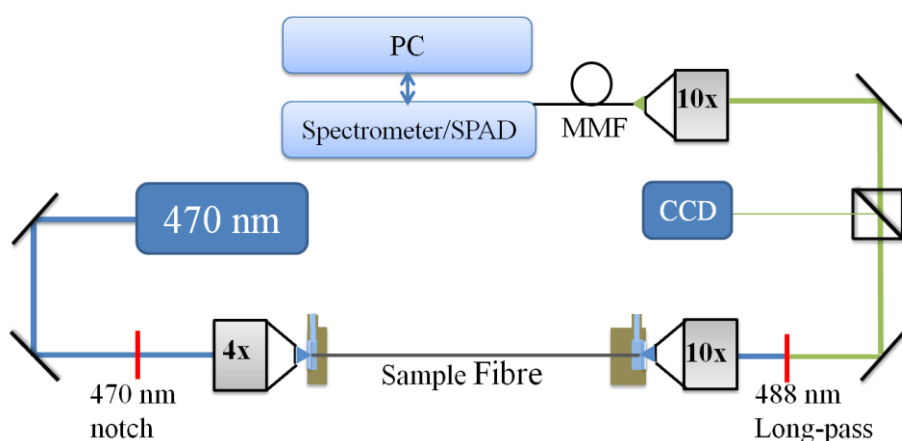 PC
Spectrometer/SPAD
MMF
10x
470 nm
CCD
4x
Sample Fibre
10x
470 nm
notch
488 nm
Long-pass